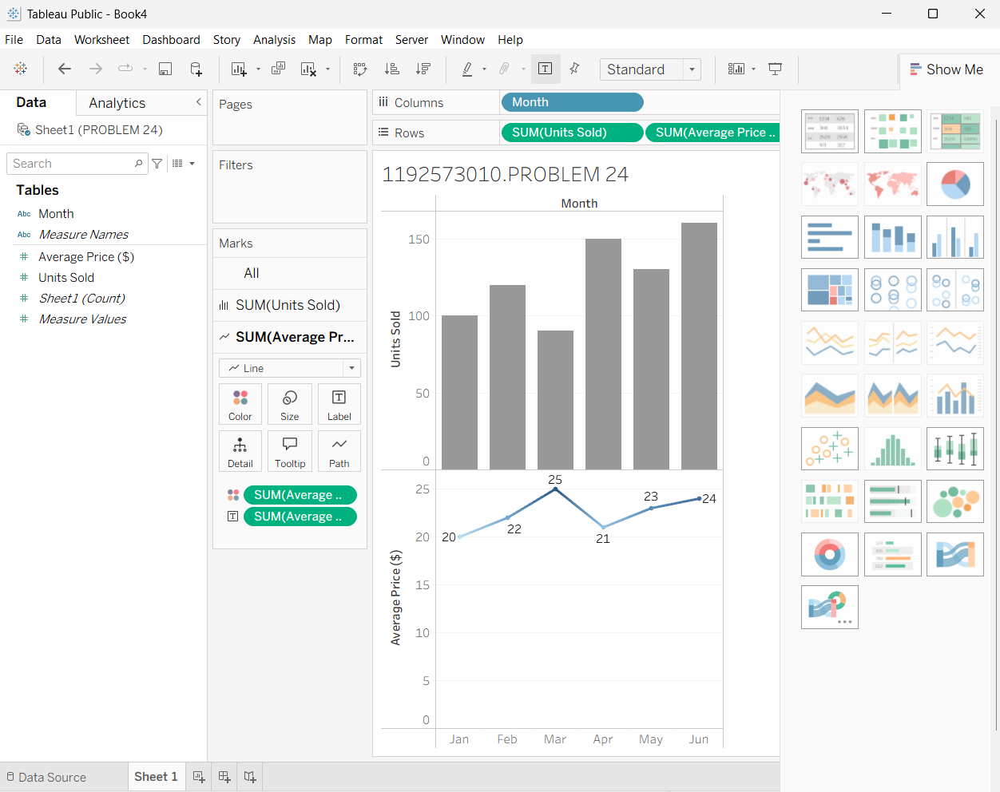 Tableau Public - Book4
File Data Worksheet Dashboard Story Analysis Map Format Server Window Help
Standard
Show Me
Data
Analytics
Sheet1 (PROBLEM 24)
Search
Tables
Abc Month
Abc Measure Names
# Average Price ($)
# Units Sold
# Sheet1 (Count)
# Measure Values
Pages
Filters
Marks
All
SUM(Units Sold)
SUM(Average Pr...
Line
Color Size Label
Detail Tooltip Path
SUM(Average ..
T SUM(Average ..
Columns Month
Rows SUM(Units Sold) SUM(Average Price ..
1192573010.PROBLEM 24
Month
Units Sold
150
100
50
0
Average Price ($)
25
20
15
10
5
0
20
22
25
21
23
24
Jan Feb Mar Apr May Jun
Data Source
Sheet 1